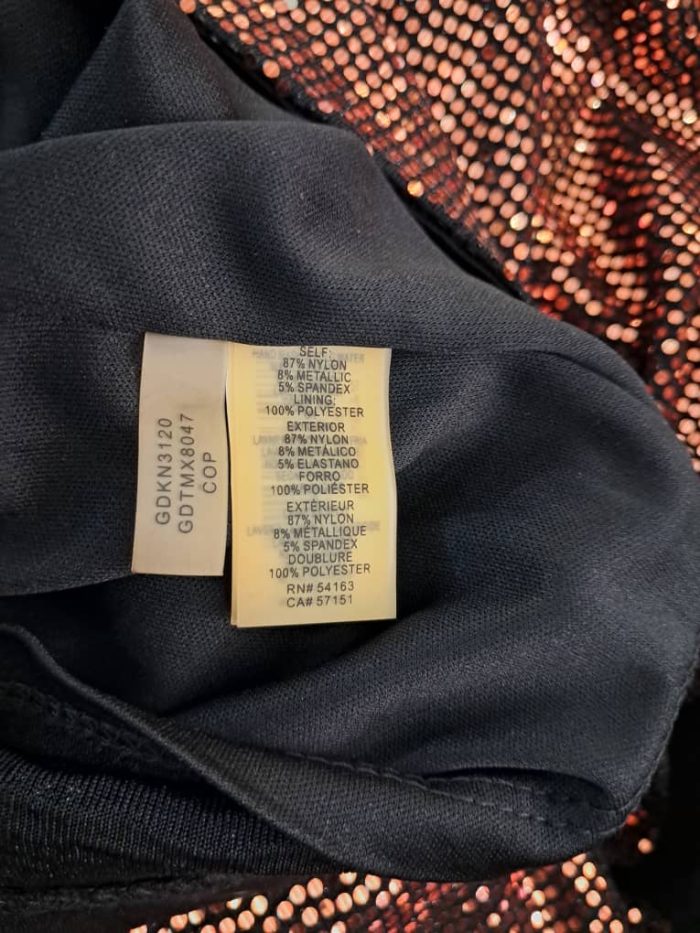 GDKN3120
GDTMX8047
COP
SELF:
87% NYLON
8% METALLIC
5% SPANDEX
LINING:
100% POLYESTER
EXTERIOR
87% NYLON
8% METÁLICO
5% ELASTANO
FORRO
100% POLIÉSTER
EXTÉRIEUR
87% NYLON
8% MÉTALLIQUE
5% SPANDEX
DOUBLURE
100% POLYESTER
RN# 54163
CA# 57151